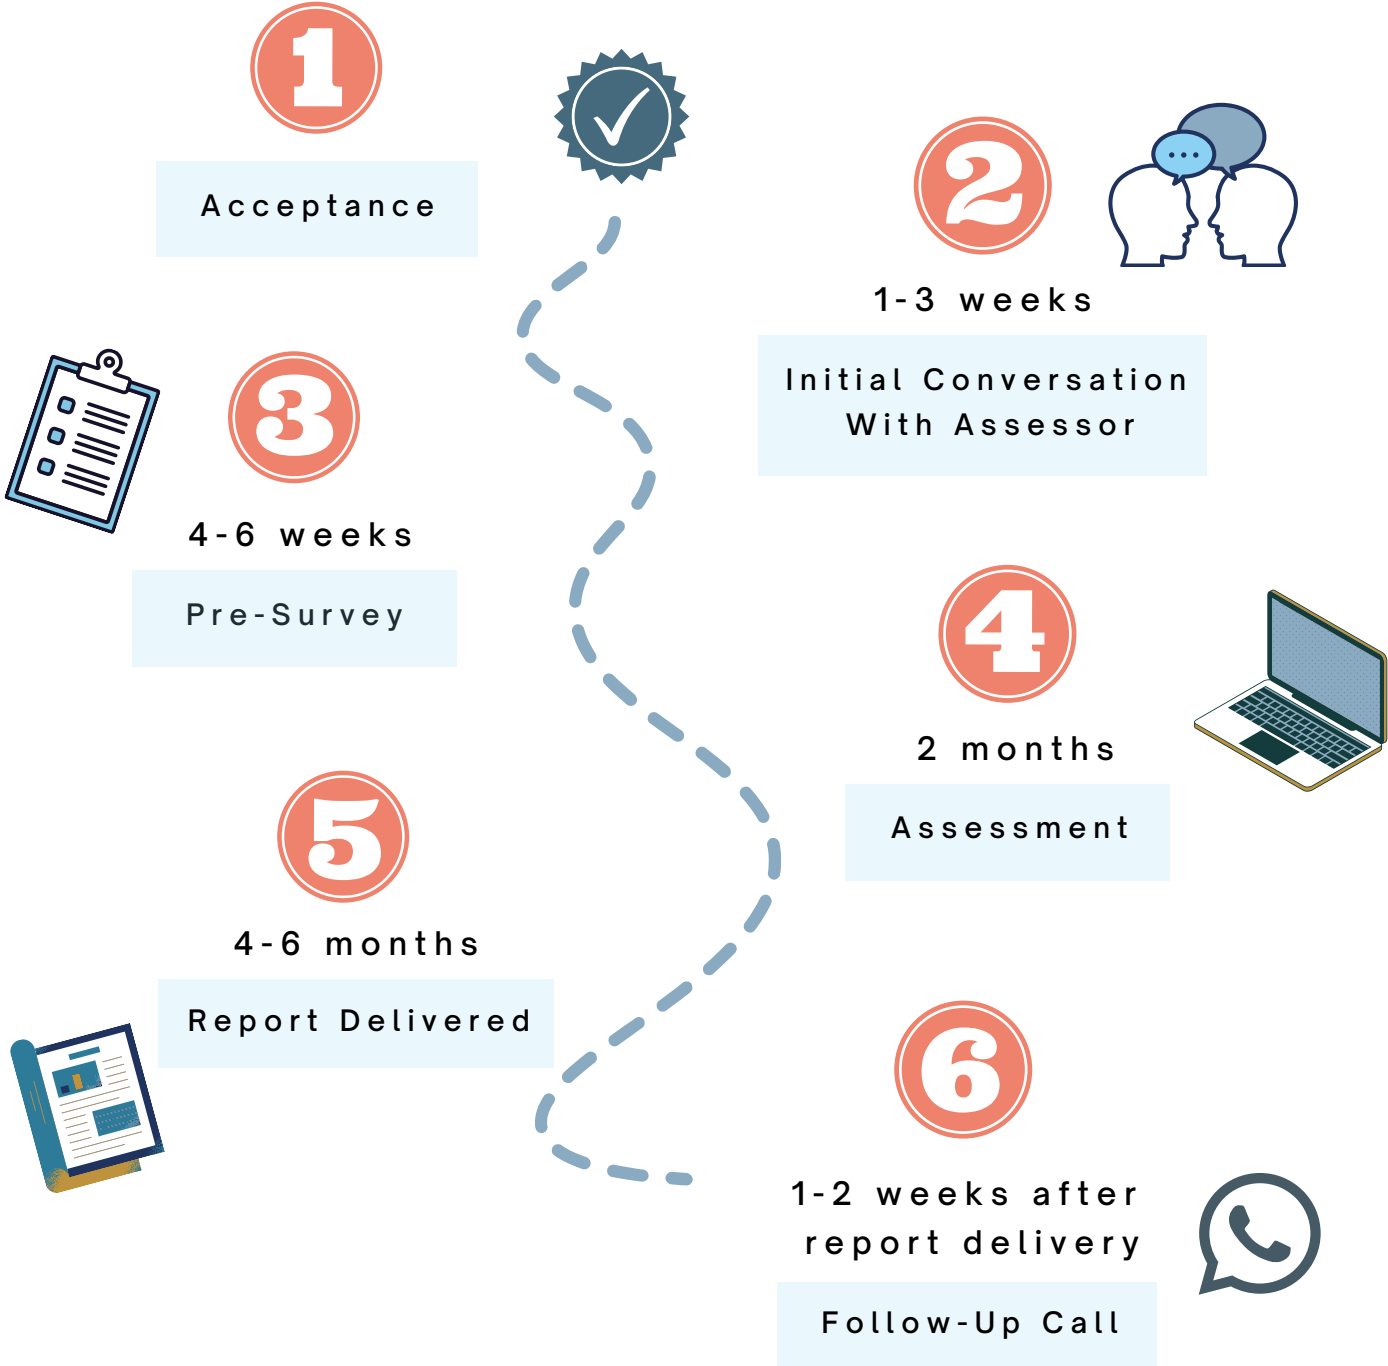 1
Acceptance
2
1-3 weeks
Initial Conversation
With Assessor
3
4-6 weeks
Pre-Survey
4
2 months
Assessment
5
4-6 months
Report Delivered
6
1-2 weeks after
report delivery
Follow-Up Call